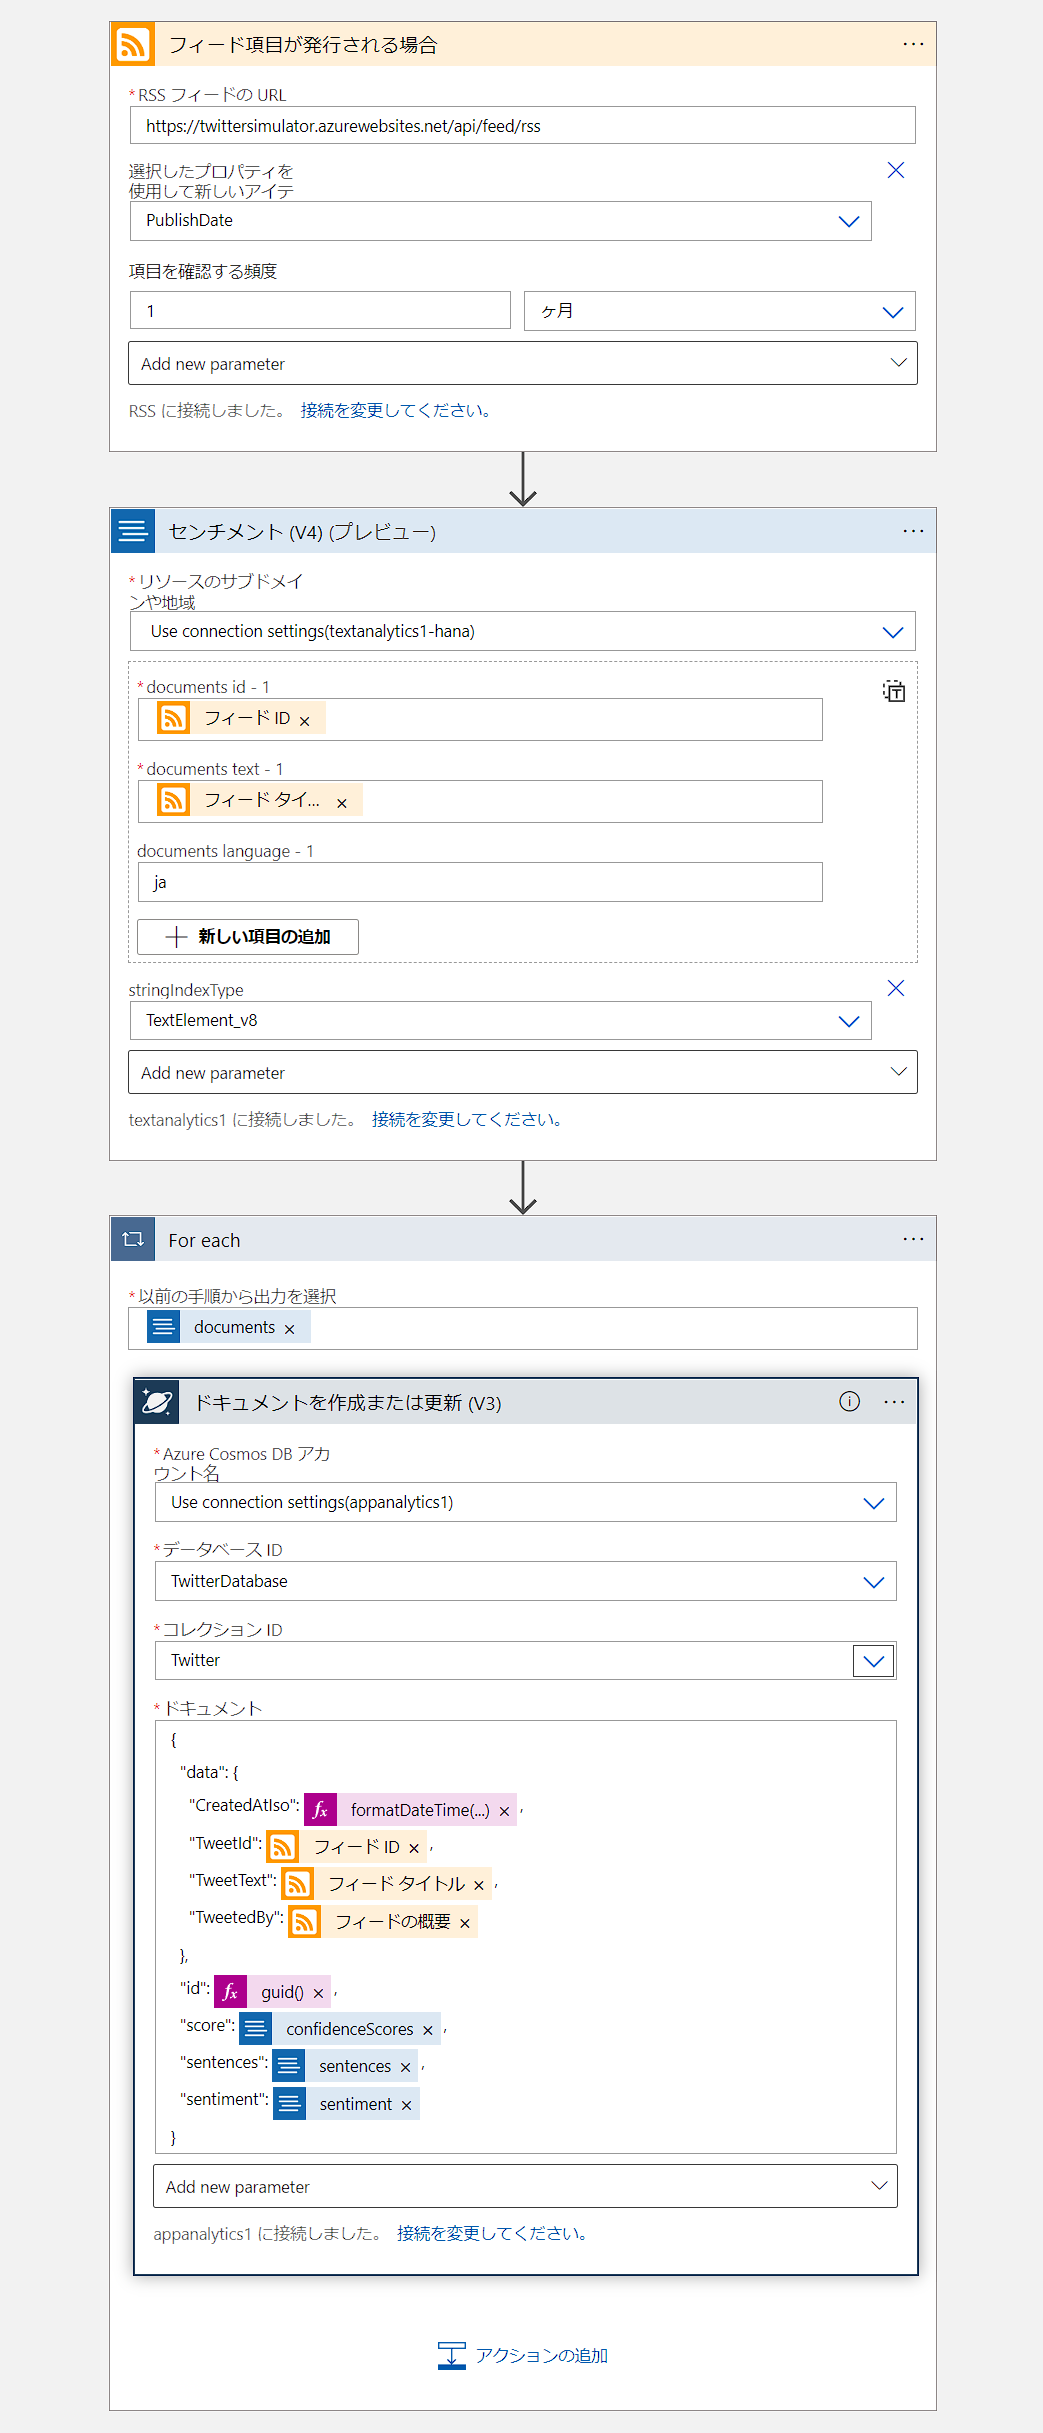 フィード項目が発行される場合
* RSS フィードの URL
https://twittersimulator.azurewebsites.net/api/feed/rss
選択したプロパティを
使用して新しいアイテ
PublishDate
項目を確認する頻度
1
ヶ月
Add new parameter
RSS に接続しました。 接続を変更してください。
センチメント (V4) (プレビュー)
* リソースのサブドメイ
ンや地域
Use connection settings(textanalytics1-hana)
* documents id - 1
フィード ID ×
* documents text - 1
フィード タイ... ×
documents language - 1
ja
新しい項目の追加
stringIndexType
TextElement_v8
Add new parameter
textanalytics1 に接続しました。 接続を変更してください。
For each
* 以前の手順から出力を選択
documents ×
ドキュメントを作成または更新 (V3)
* Azure Cosmos DB アカ
ウント名
Use connection settings(appanalytics1)
* データベース ID
TwitterDatabase
* コレクション ID
Twitter
* ドキュメント
{
"data": {
"CreatedAtIso": fx formatDateTime(...) × ,
"TweetId": フィード ID × ,
"TweetText": フィード タイトル × ,
"TweetedBy": フィードの概要 ×
},
"id": fx guid() × ,
"score": confidenceScores × ,
"sentences": sentences × ,
"sentiment": sentiment ×
}
Add new parameter
appanalytics1 に接続しました。 接続を変更してください。
アクションの追加